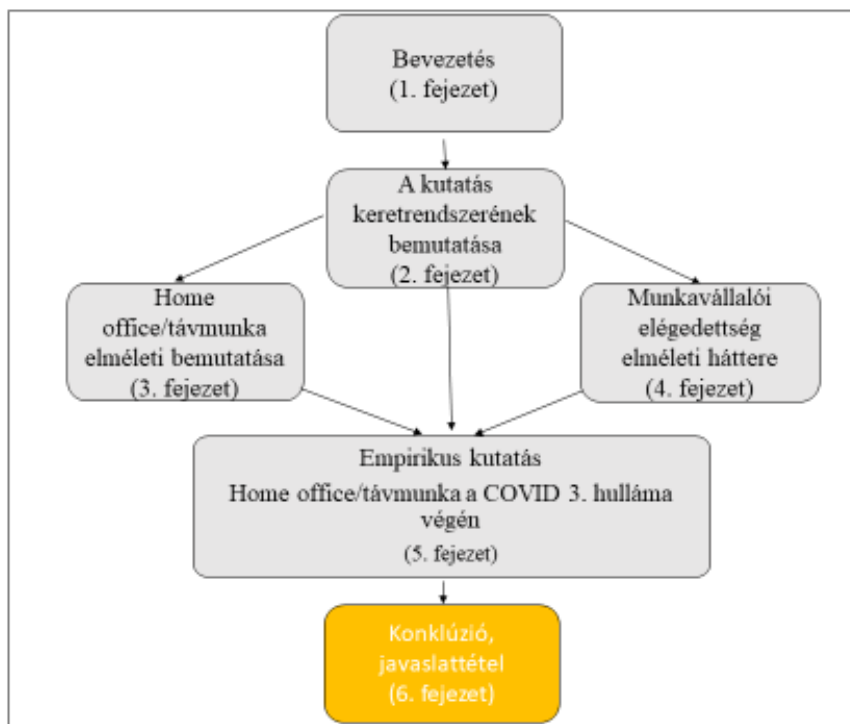 Bevezetés
(1. fejezet)
A kutatás
keretrendszerének
bemutatása
(2. fejezet)
Home
office/távmunka
elméleti bemutatása
(3. fejezet)
Munkavállalói
elégedettség
elméleti háttere
(4. fejezet)
Empirikus kutatás
Home office/távmunka a COVID 3. hulláma
végén
(5. fejezet)
Konklúzió,
javaslattétel
(6. fejezet)